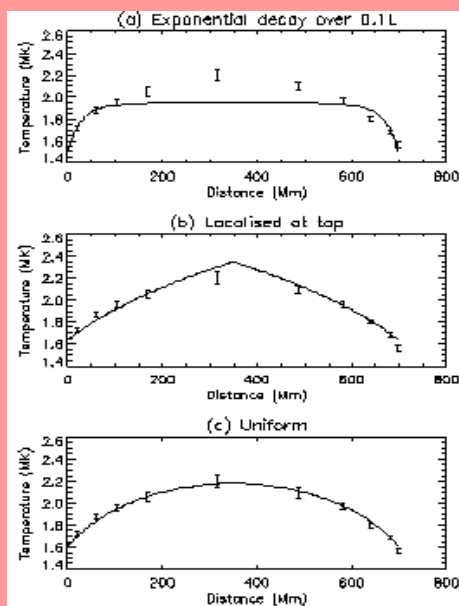 (a) Exponential decay over 0.1L
2.6
2.4
2.2
2.0
1.8
1.6
1.4
Temperature (MK)
0 200 400 600 800
Distance (Mm)
(b) Localised at top
2.6
2.4
2.2
2.0
1.8
1.6
1.4
Temperature (MK)
0 200 400 600 800
Distance (Mm)
(c) Uniform
2.6
2.4
2.2
2.0
1.8
1.6
1.4
Temperature (MK)
0 200 400 600 800
Distance (Mm)